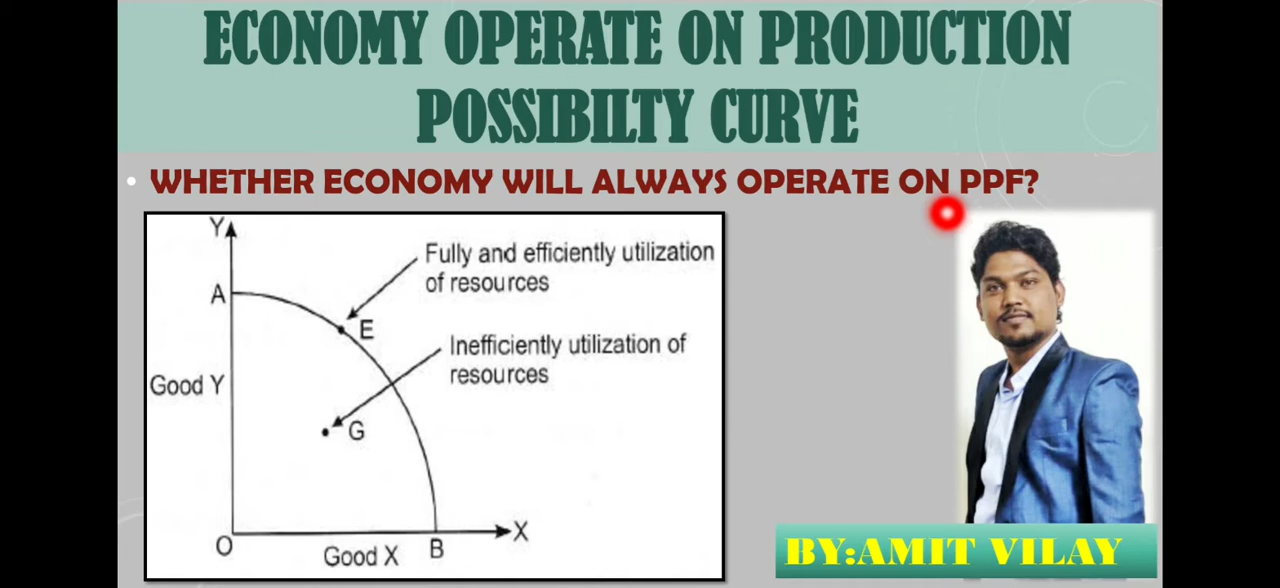 ECONOMY OPERATE ON PRODUCTION
POSSIBILTY CURVE
• WHETHER ECONOMY WILL ALWAYS OPERATE ON PPF?
Y
Fully and efficiently utilization
of resources
A
E
Inefficiently utilization of
resources
Good Y
G
X
O
Good X
B
BY:AMIT VILAY